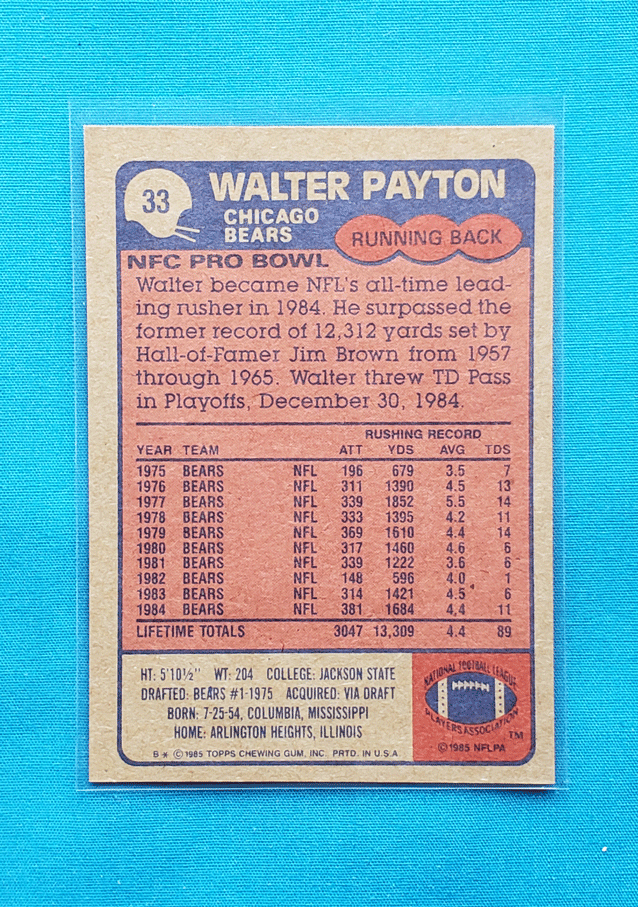 33
WALTER PAYTON
CHICAGO
BEARS
RUNNING BACK
NFC PRO BOWL
Walter became NFL's all-time lead-
ing rusher in 1984. He surpassed the
former record of 12,312 yards set by
Hall-of-Famer Jim Brown from 1957
through 1965. Walter threw TD Pass
in Playoffs, December 30, 1984.
RUSHING RECORD
YEAR TEAM ATT YDS AVG TDS
1975 BEARS NFL 196 679 3.5 7
1976 BEARS NFL 311 1390 4.5 13
1977 BEARS NFL 339 1852 5.5 14
1978 BEARS NFL 333 1395 4.2 11
1979 BEARS NFL 369 1610 4.4 14
1980 BEARS NFL 317 1460 4.6 6
1981 BEARS NFL 339 1222 3.6 6
1982 BEARS NFL 148 596 4.0 1
1983 BEARS NFL 314 1421 4.5 6
1984 BEARS NFL 381 1684 4.4 11
LIFETIME TOTALS 3047 13,309 4.4 89
HT: 5'10½" WT: 204 COLLEGE: JACKSON STATE
DRAFTED: BEARS #1-1975 ACQUIRED: VIA DRAFT
BORN: 7-25-54, COLUMBIA, MISSISSIPPI
HOME: ARLINGTON HEIGHTS, ILLINOIS
B * © 1985 TOPPS CHEWING GUM, INC. PRTD. IN U.S.A
NATIONAL FOOTBALL LEAGUE
PLAYERS ASSOCIATION
TM
© 1985 NFLPA